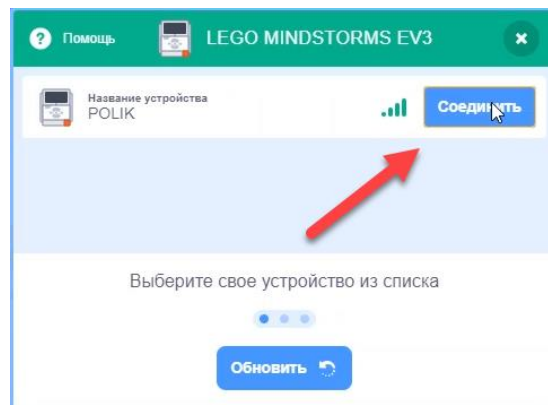 ? Помощь LEGO MINDSTORMS EV3
Название устройства
POLIK
Соединить
Выберите свое устройство из списка
Обновить